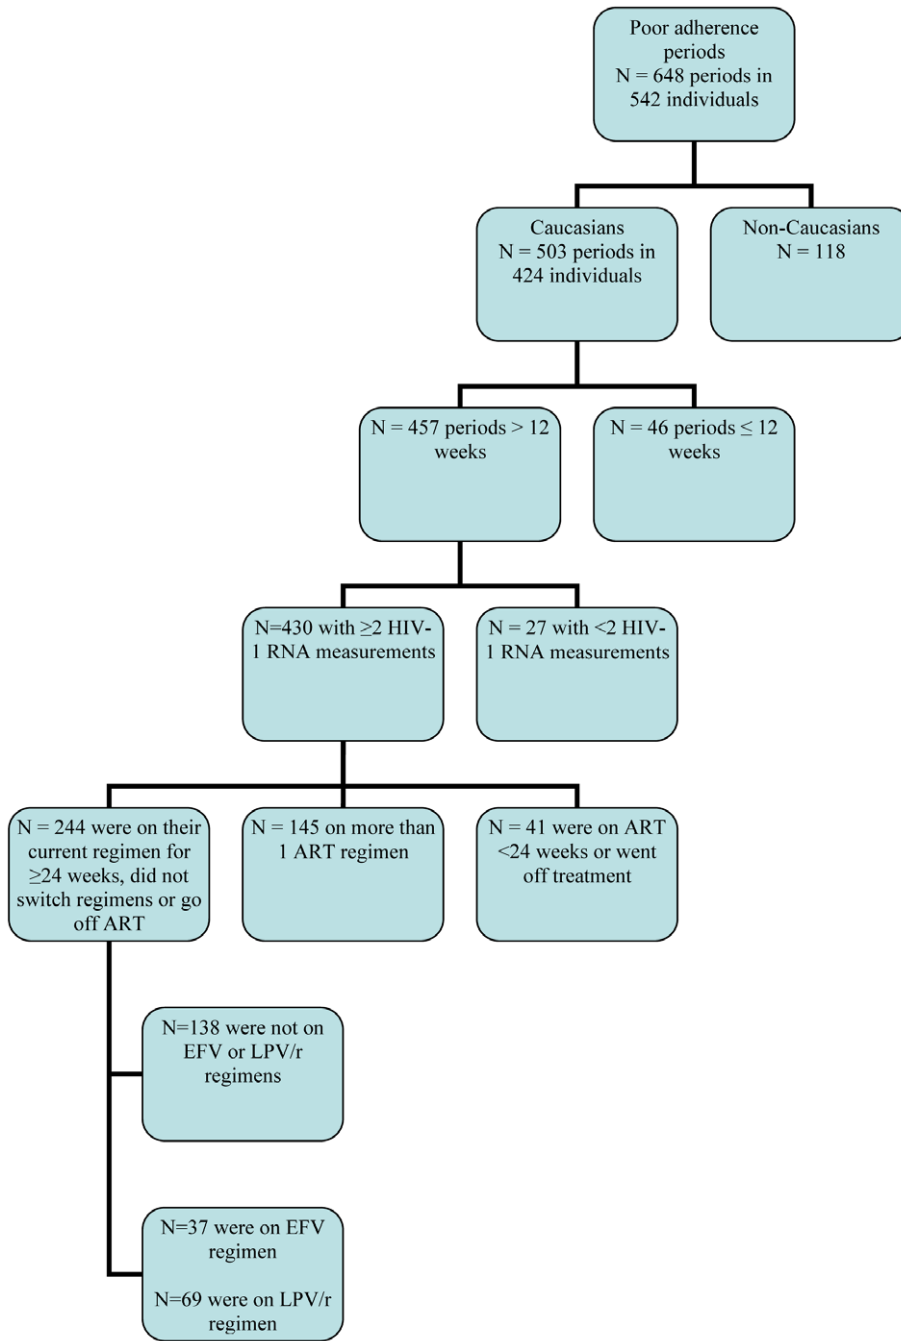 Poor adherence
periods
N = 648 periods in
542 individuals
Caucasians
N = 503 periods in
424 individuals
Non-Caucasians
N = 118
N = 457 periods > 12
weeks
N = 46 periods ≤ 12
weeks
N=430 with ≥2 HIV-
1 RNA measurements
N = 27 with <2 HIV-
1 RNA measurements
N = 244 were on their
current regimen for
≥24 weeks, did not
switch regimens or go
off ART
N = 145 on more than
1 ART regimen
N = 41 were on ART
<24 weeks or went
off treatment
N=138 were not on
EFV or LPV/r
regimens
N=37 were on EFV
regimen
N=69 were on LPV/r
regimen